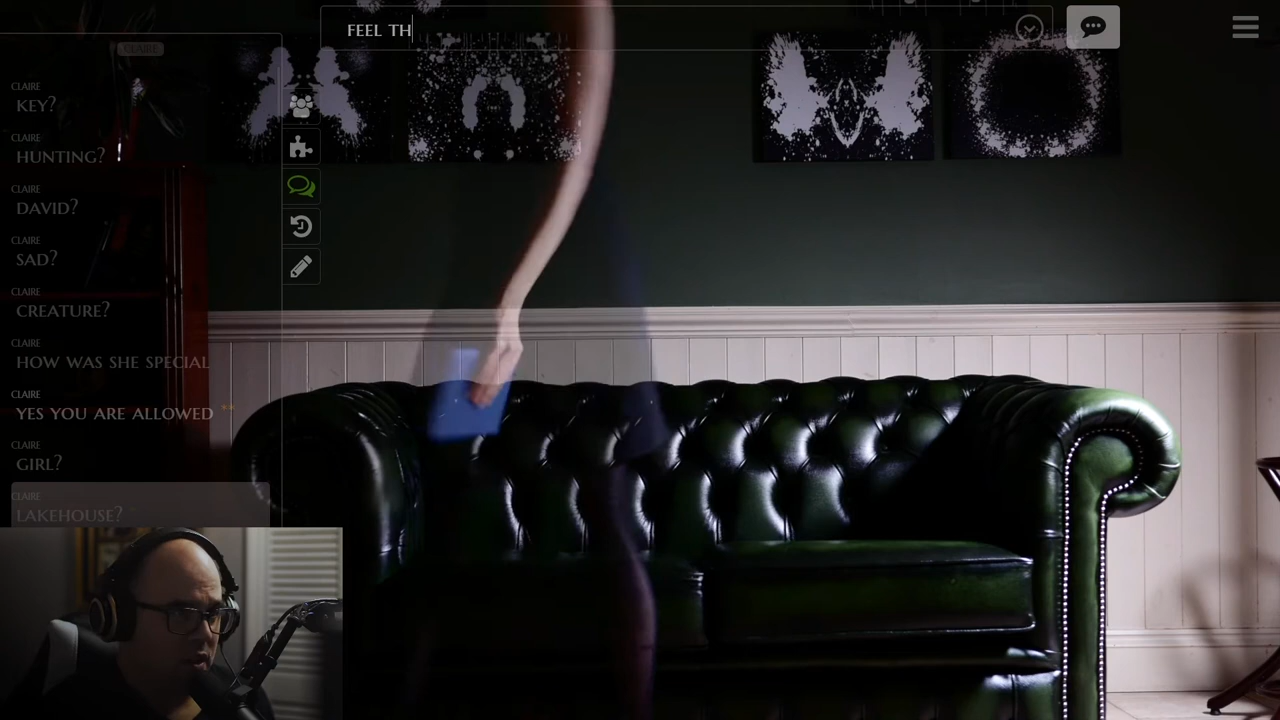 FEEL TH
CLAIRE
CLAIRE
KEY?
CLAIRE
HUNTING?
CLAIRE
DAVID?
CLAIRE
SAD?
CLAIRE
CREATURE?
CLAIRE
HOW WAS SHE SPECIAL
CLAIRE
YES YOU ARE ALLOWED
CLAIRE
GIRL?
CLAIRE
LAKEHOUSE?